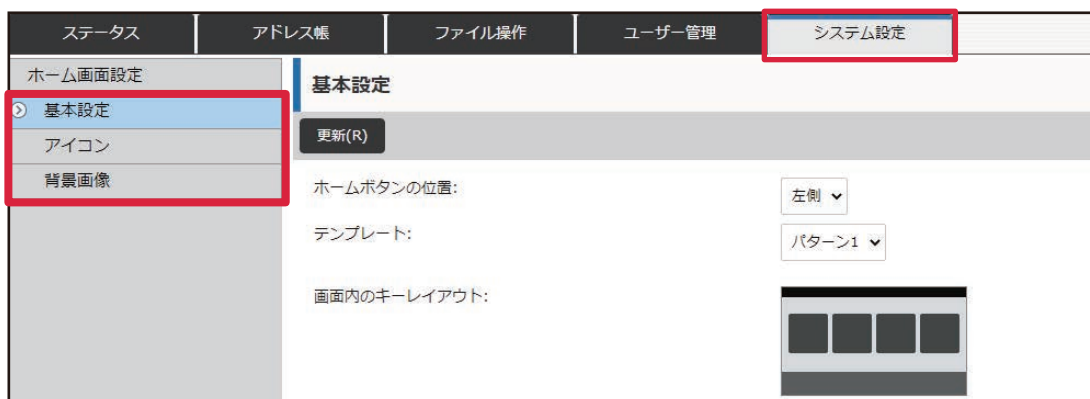 ステータス
アドレス帳
ファイル操作
ユーザー管理
システム設定
ホーム画面設定
基本設定
アイコン
背景画像
基本設定
更新(R)
ホームボタンの位置:
左側
テンプレート:
パターン1
画面内のキーレイアウト: